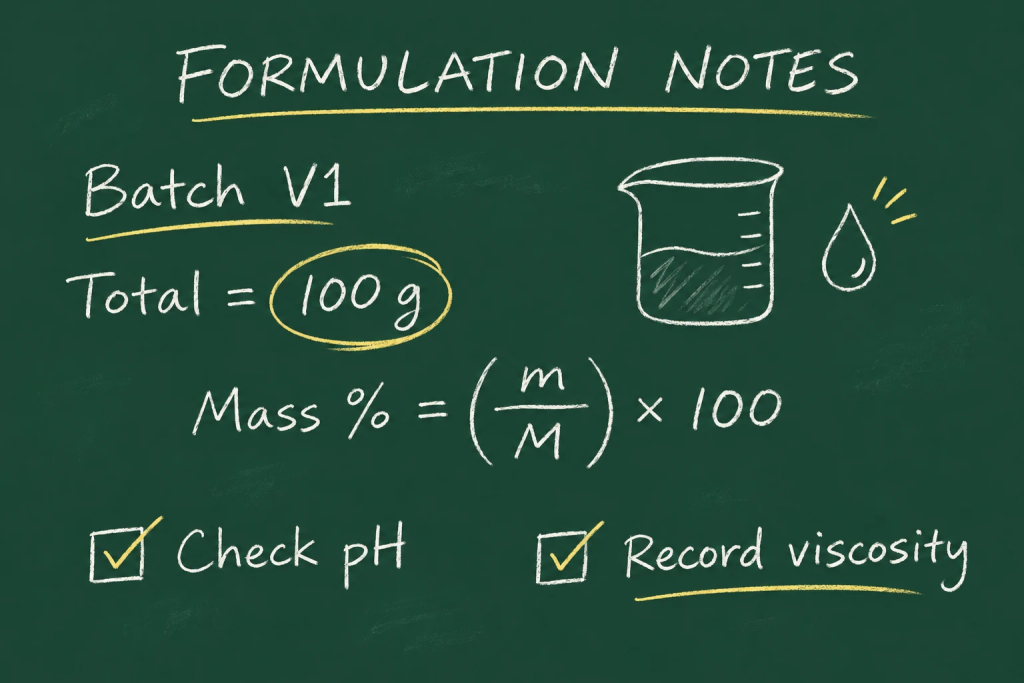 FORMULATION NOTES
Batch V1
Total = 100 g
Mass % = (m/M) × 100
Check pH
Record viscosity